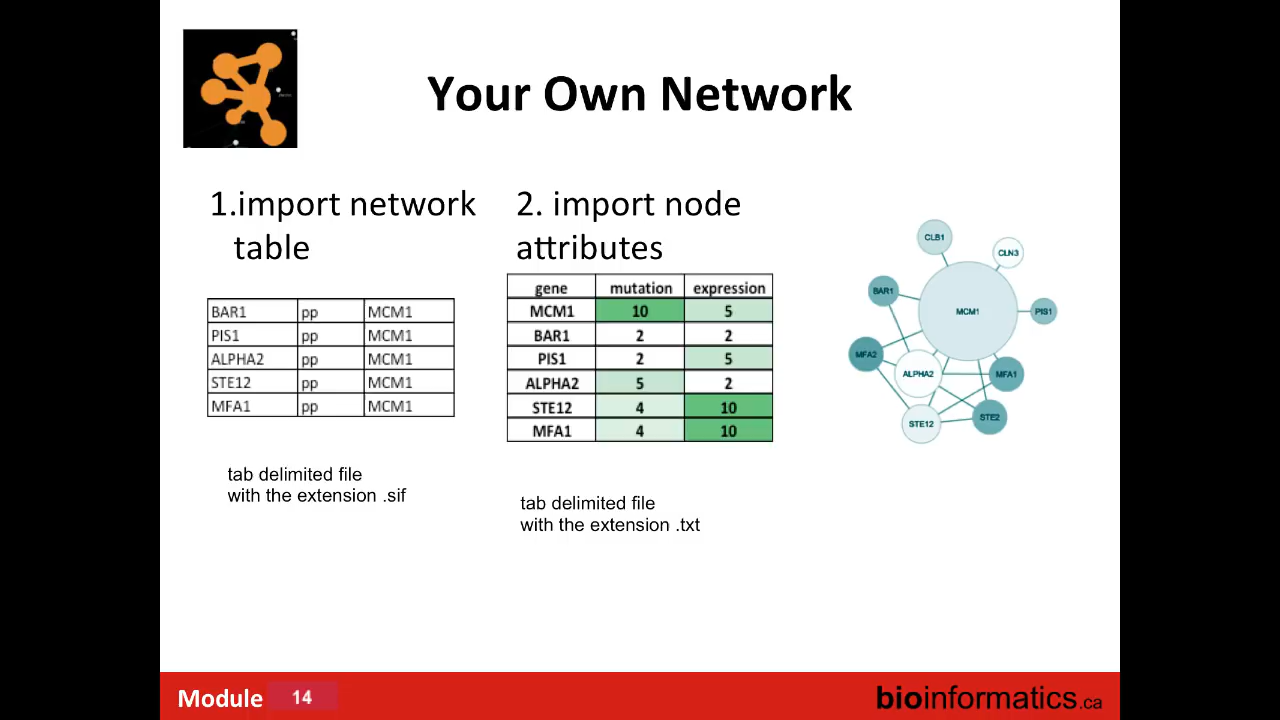 Your Own Network
1.import network
table
BAR1 pp MCM1
PIS1 pp MCM1
ALPHA2 pp MCM1
STE12 pp MCM1
MFA1 pp MCM1
tab delimited file
with the extension .sif
2. import node
attributes
gene mutation expression
MCM1 10 5
BAR1 2 2
PIS1 2 5
ALPHA2 5 2
STE12 4 10
MFA1 4 10
tab delimited file
with the extension .txt
CLB1
CLN3
BAR1
MCM1
PIS1
MFA2
ALPHA2
MFA1
STE12
STE2
Module 14
bioinformatics.ca